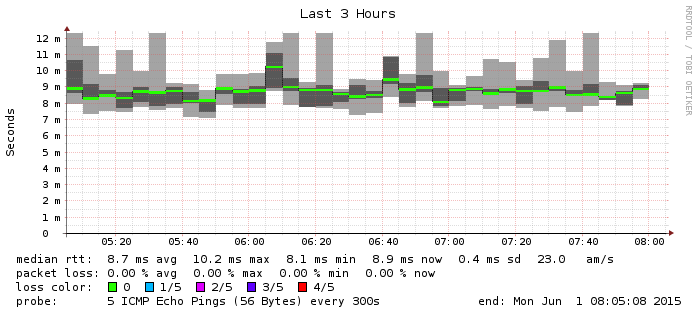 Last 3 Hours
RRDTOOL / TOBI OETIKER
Seconds
12 m
11 m
10 m
9 m
8 m
7 m
6 m
5 m
4 m
3 m
2 m
1 m
0
05:20 05:40 06:00 06:20 06:40 07:00 07:20 07:40 08:00
median rtt: 8.7 ms avg 10.2 ms max 8.1 ms min 8.9 ms now 0.4 ms sd 23.0 am/s
packet loss: 0.00 % avg 0.00 % max 0.00 % min 0.00 % now
loss color: 0 1/5 2/5 3/5 4/5
probe: 5 ICMP Echo Pings (56 Bytes) every 300s end: Mon Jun 1 08:05:08 2015